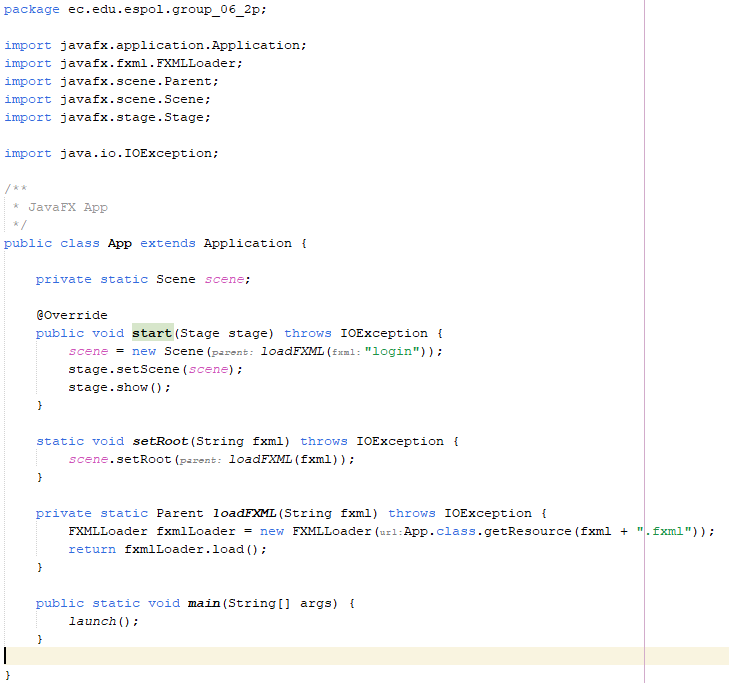 package ec.edu.espol.group_06_2p;
import javafx.application.Application;
import javafx.fxml.FXMLLoader;
import javafx.scene.Parent;
import javafx.scene.Scene;
import javafx.stage.Stage;
import java.io.IOException;
/**
 * JavaFX App
 */
public class App extends Application {
    private static Scene scene;
    @Override
    public void start(Stage stage) throws IOException {
        scene = new Scene(parent: loadFXML(fxml: "login"));
        stage.setScene(scene);
        stage.show();
    }
    static void setRoot(String fxml) throws IOException {
        scene.setRoot(parent: loadFXML(fxml));
    }
    private static Parent loadFXML(String fxml) throws IOException {
        FXMLLoader fxmlLoader = new FXMLLoader(url:App.class.getResource(fxml + ".fxml"));
        return fxmlLoader.load();
    }
    public static void main(String[] args) {
        launch();
    }
}